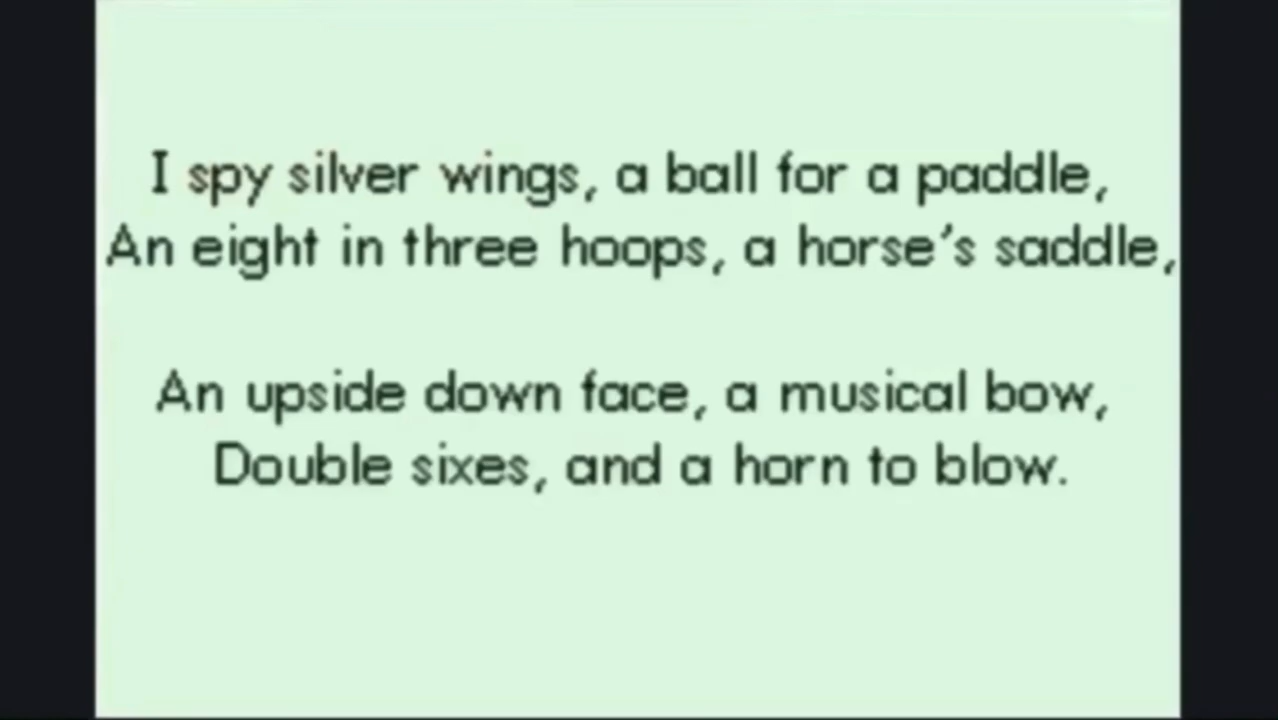 I spy silver wings, a ball for a paddle,
An eight in three hoops, a horse's saddle,
An upside down face, a musical bow,
Double sixes, and a horn to blow.